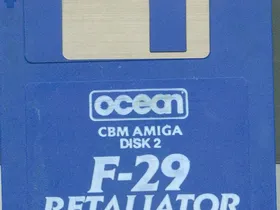 ocean
CBM AMIGA
DISK 2
F-29
RETALIATOR